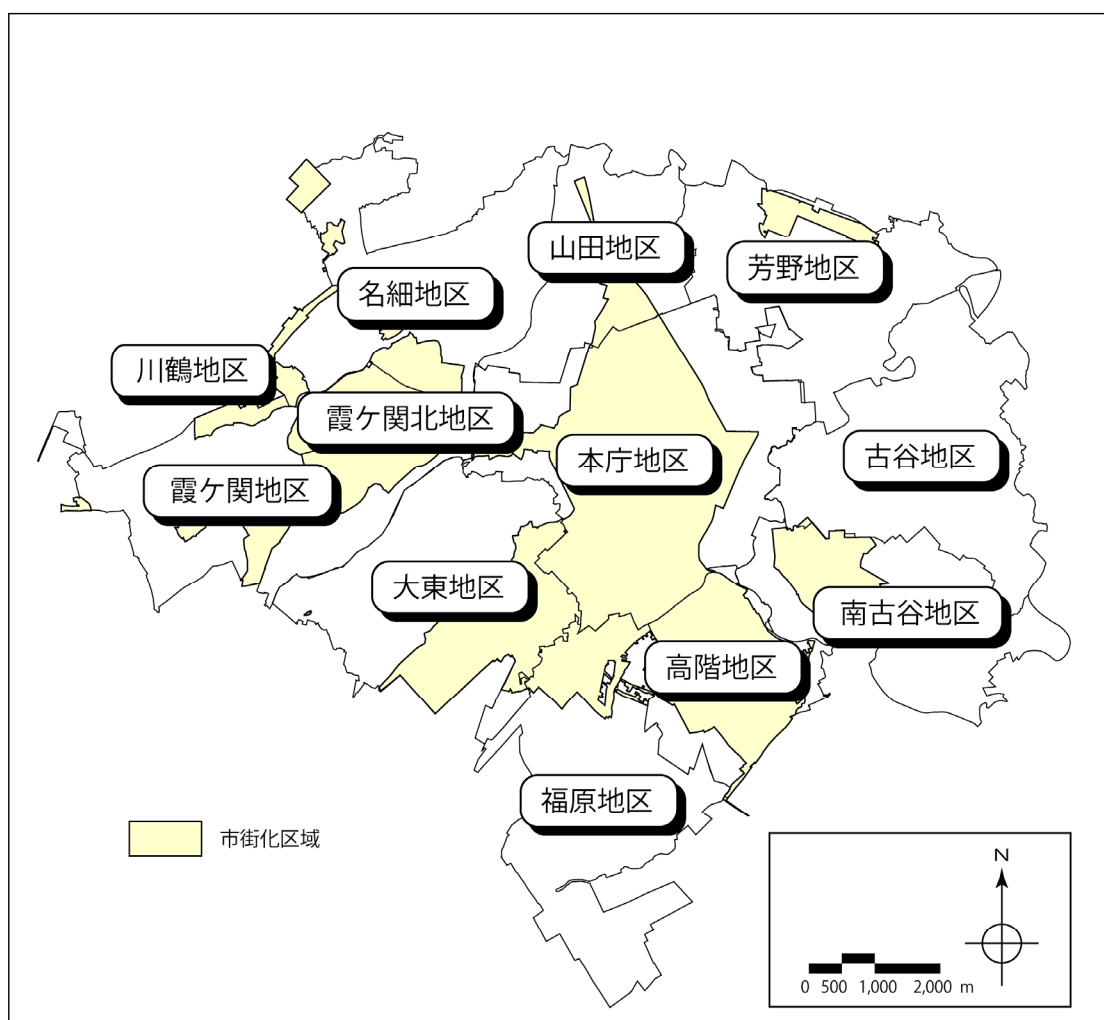 山田地区
芳野地区
名細地区
川鶴地区
霞ケ関北地区
古谷地区
本庁地区
霞ケ関地区
大東地区
南古谷地区
高階地区
福原地区
市街化区域
N
0 500 1,000 2,000 m